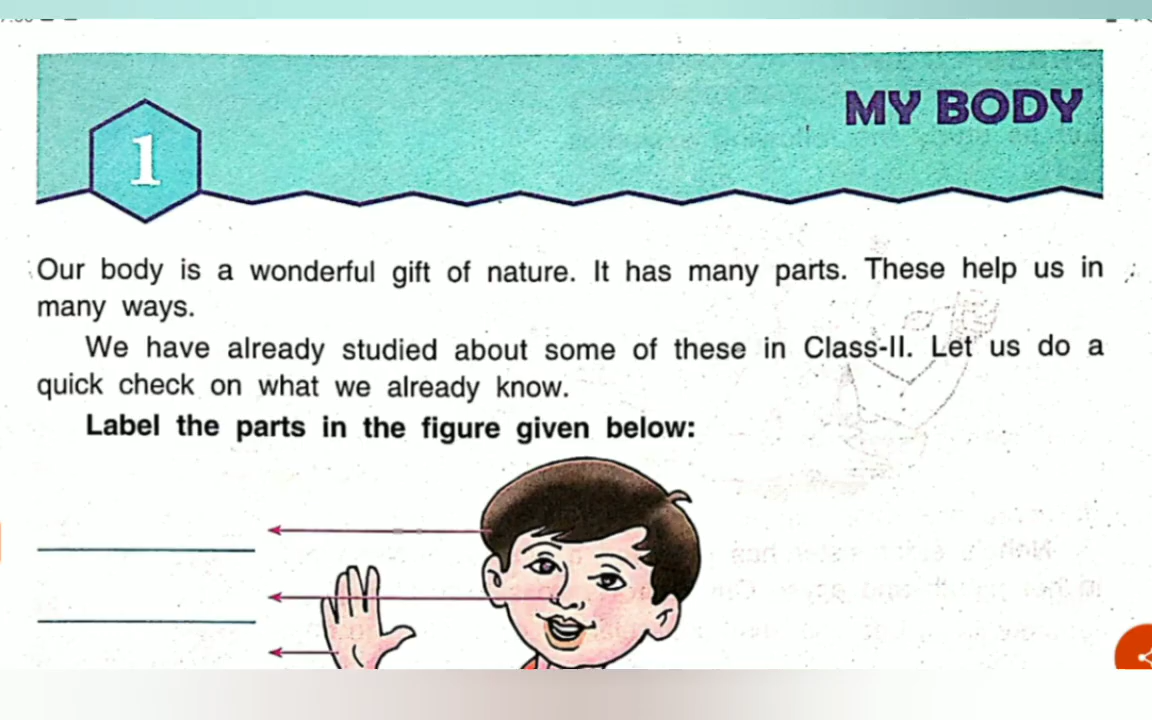 MY BODY
1
Our body is a wonderful gift of nature. It has many parts. These help us in
many ways.
We have already studied about some of these in Class-II. Let us do a
quick check on what we already know.
Label the parts in the figure given below: